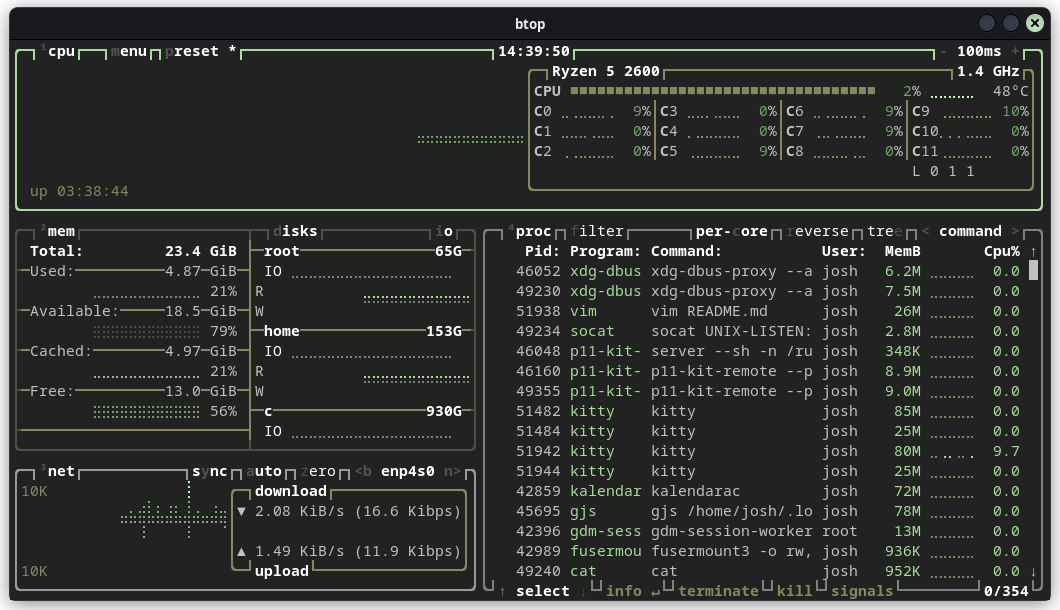 btop
¹cpu menu preset * 14:39:50 - 100ms +
Ryzen 5 2600 1.4 GHz
CPU 2% 48°C
C0 9% C3 0% C6 9% C9 10%
C1 0% C4 0% C7 9% C10 0%
C2 0% C5 9% C8 0% C11 0%
L 0 1 1
up 03:38:44
²mem disks io
Total: 23.4 GiB
Used: 4.87 GiB
21%
Available: 18.5 GiB
79%
Cached: 4.97 GiB
21%
Free: 13.0 GiB
56%
root 65G
IO
R
W
home 153G
IO
R
W
c 930G
IO
³net sync auto zero <b enp4s0 n>
10K
download
▼ 2.08 KiB/s (16.6 Kibps)
▲ 1.49 KiB/s (11.9 Kibps)
10K
upload
⁴proc filter per-core reverse tree < command >
Pid: Program: Command: User: MemB Cpu% ↑
46052 xdg-dbus xdg-dbus-proxy --a josh 6.2M 0.0
49230 xdg-dbus xdg-dbus-proxy --a josh 7.5M 0.0
51938 vim vim README.md josh 26M 0.0
49234 socat socat UNIX-LISTEN: josh 2.8M 0.0
46048 p11-kit- server --sh -n /ru josh 348K 0.0
46160 p11-kit- p11-kit-remote --p josh 8.9M 0.0
49355 p11-kit- p11-kit-remote --p josh 9.0M 0.0
51482 kitty kitty josh 85M 0.0
51484 kitty kitty josh 25M 0.0
51942 kitty kitty josh 80M 9.7
51944 kitty kitty josh 25M 0.0
42859 kalendar kalendarac josh 72M 0.0
45695 gjs gjs /home/josh/.lo josh 78M 0.0
42396 gdm-sess gdm-session-worker root 13M 0.0
42989 fusermou fusermount3 -o rw, josh 936K 0.0
49240 cat cat josh 952K 0.0 ↓
↑ select ↓ info ↵ terminate kill signals 0/354